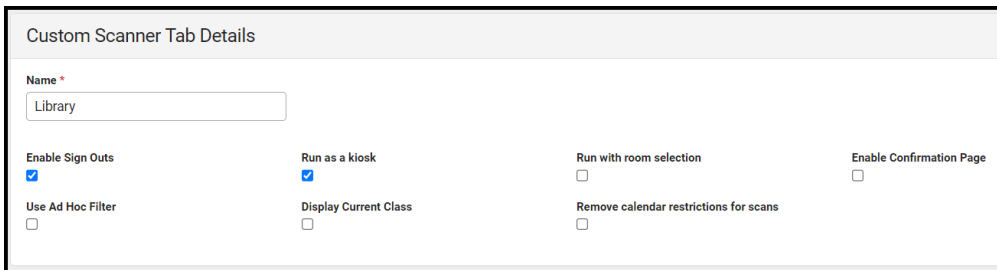 Custom Scanner Tab Details
Name *
Library
Enable Sign Outs Run as a kiosk Run with room selection Enable Confirmation Page
Use Ad Hoc Filter Display Current Class Remove calendar restrictions for scans